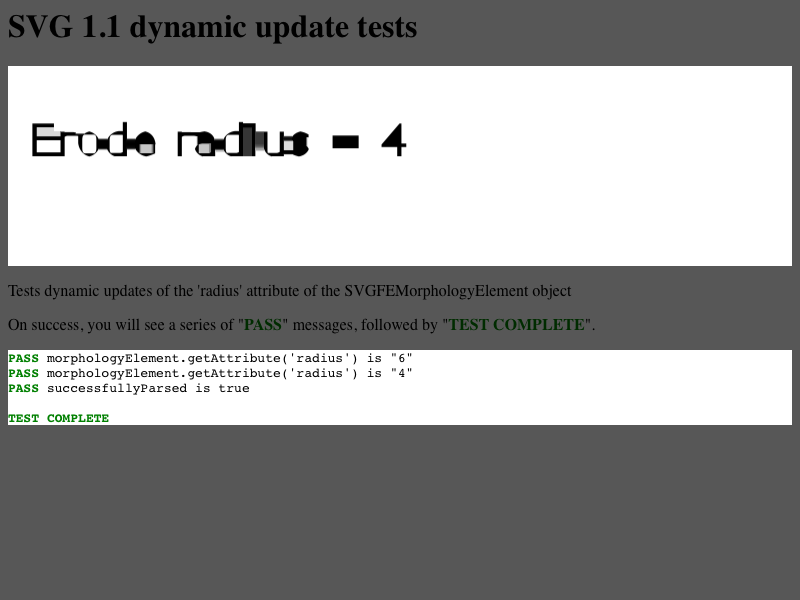 SVG 1.1 dynamic update tests
Erode radius = 4
Tests dynamic updates of the 'radius' attribute of the SVGFEMorphologyElement object
On success, you will see a series of "PASS" messages, followed by "TEST COMPLETE".
PASS morphologyElement.getAttribute('radius') is "6"
PASS morphologyElement.getAttribute('radius') is "4"
PASS successfullyParsed is true
TEST COMPLETE